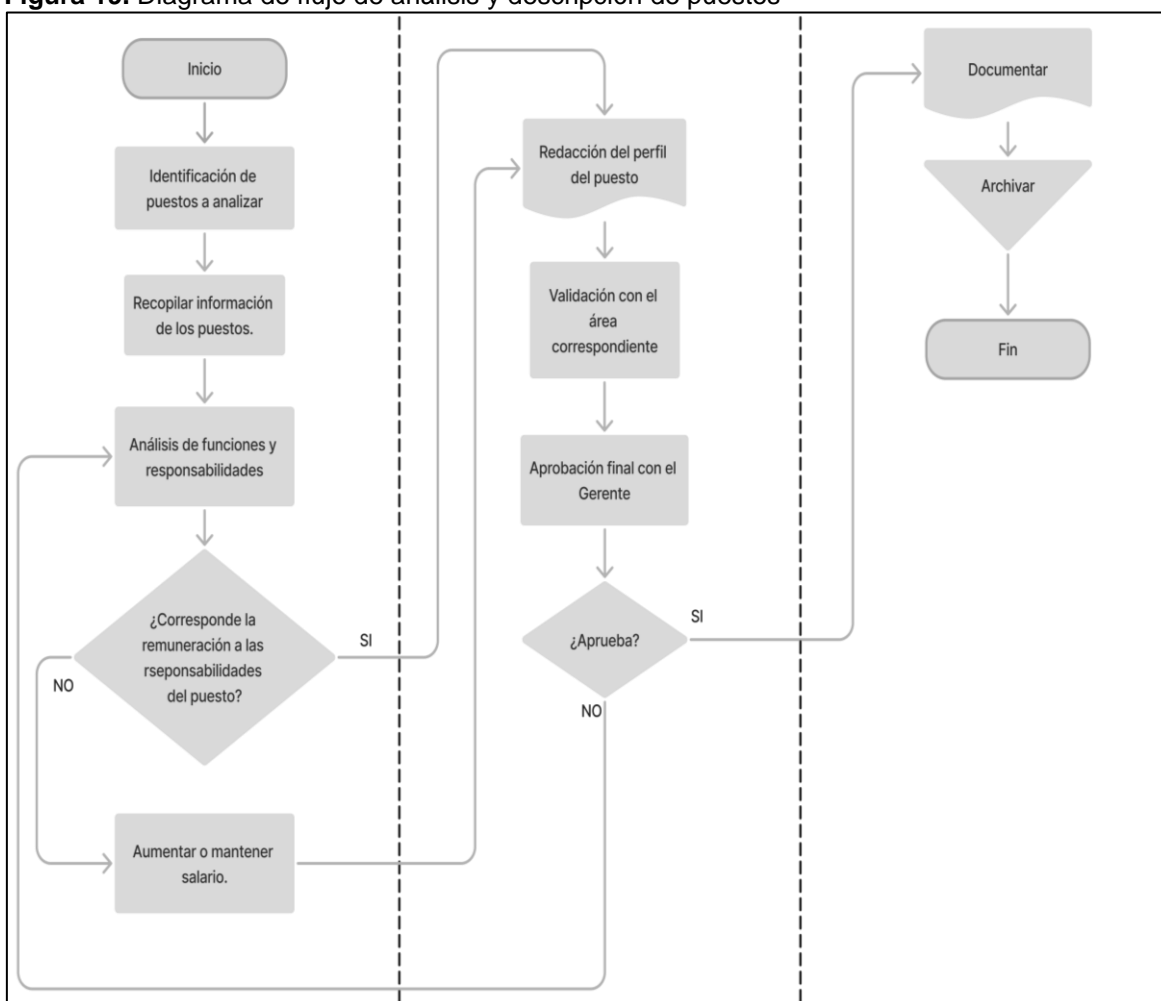 Figura 19. Diagrama de flujo de análisis y descripción de puestos
Inicio
Identificación de
puestos a analizar
Recopilar información
de los puestos.
Análisis de funciones y
responsabilidades
¿Corresponde la
remuneración a las
rseponsabilidades
del puesto?
SI
NO
Aumentar o mantener
salario.
Redacción del perfil
del puesto
Validación con el
área
correspondiente
Aprobación final con el
Gerente
¿Aprueba?
SI
NO
Documentar
Archivar
Fin